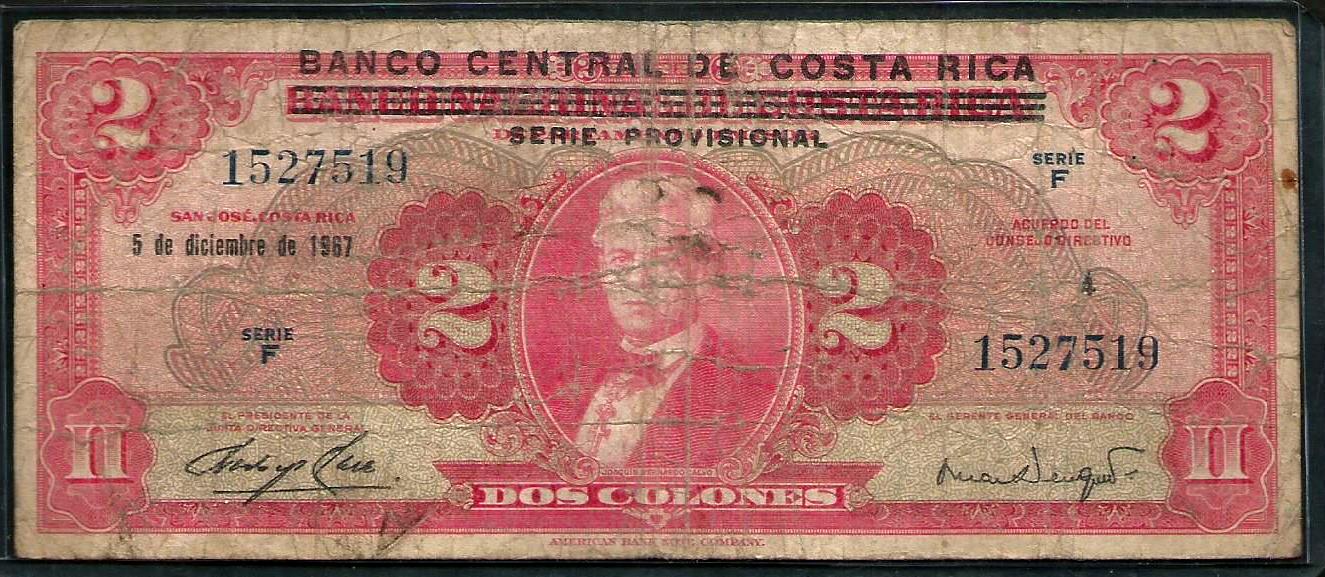 BANCO CENTRAL DE COSTA RICA
SERIE PROVISIONAL
2
2
1527519
SERIE
F
SAN JOSÉ, COSTA RICA
5 de diciembre de 1967
ACUERDO DEL
CONSEJO DIRECTIVO
4
2
2
SERIE
F
1527519
EL PRESIDENTE DE LA
JUNTA DIRECTIVA GENERAL
EL GERENTE GENERAL DEL BANCO
II
II
DOS COLONES
AMERICAN BANK NOTE COMPANY.